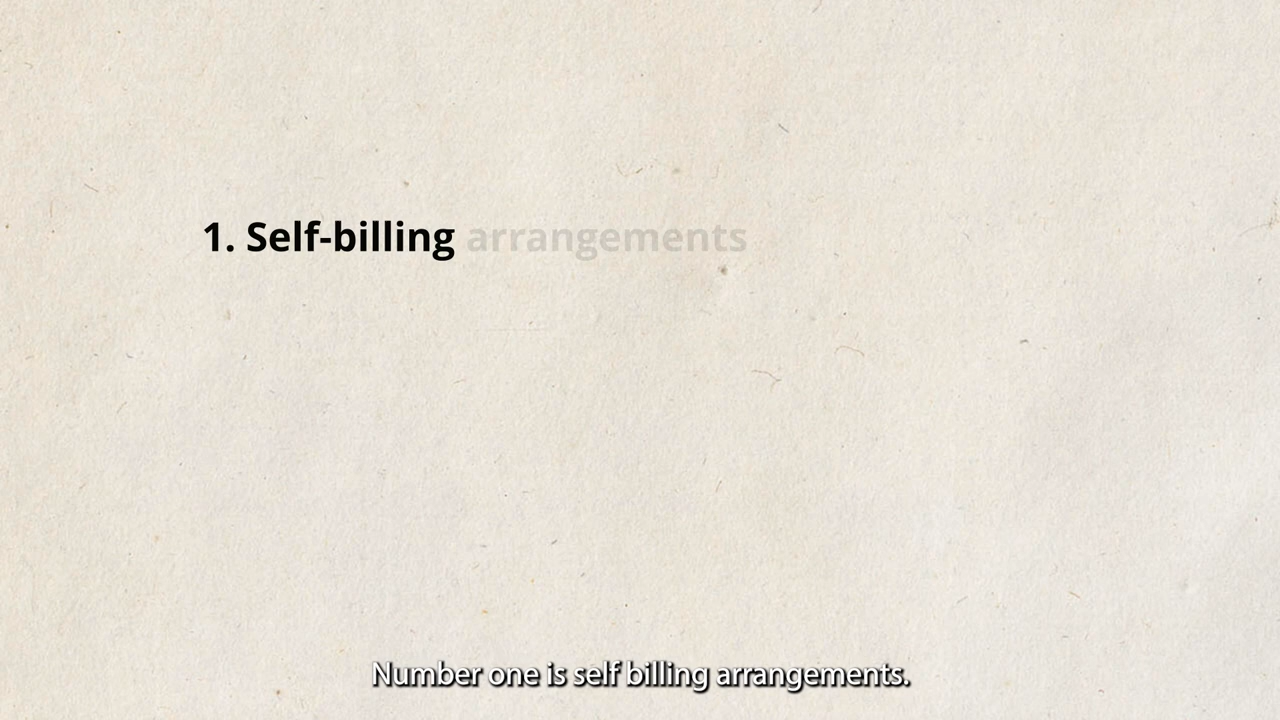 1. Self-billing arrangements
Number one is self billing arrangements.